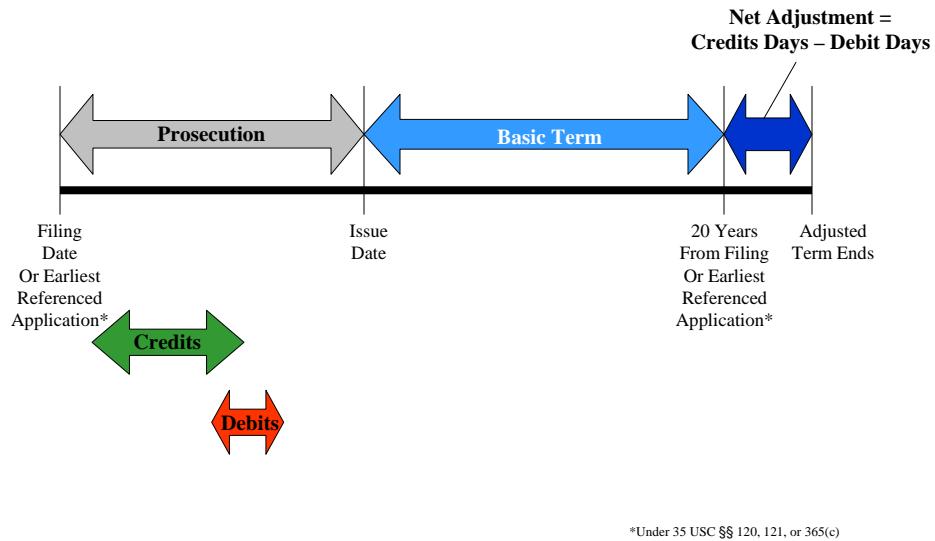 Net Adjustment =
Credits Days – Debit Days
Prosecution
Basic Term
Filing
Date
Or Earliest
Referenced
Application*
Issue
Date
20 Years
From Filing
Or Earliest
Referenced
Application*
Adjusted
Term Ends
Credits
Debits
*Under 35 USC §§ 120, 121, or 365(c)